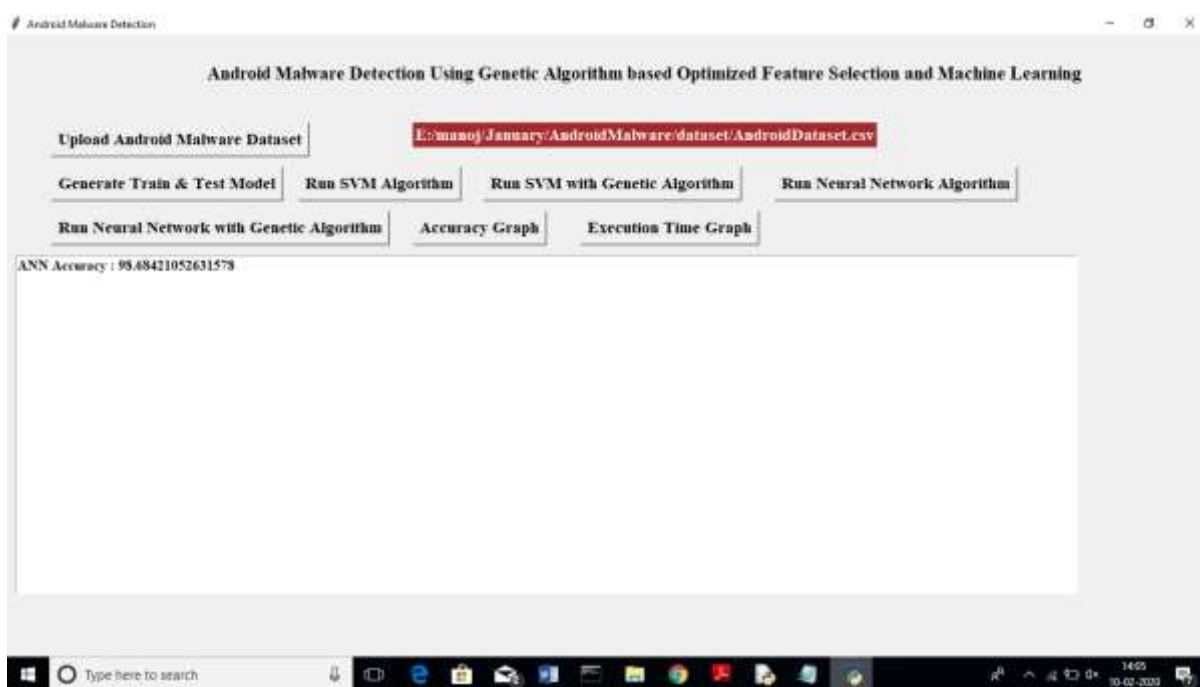 Android Malware Detection
Android Malware Detection Using Genetic Algorithm based Optimized Feature Selection and Machine Learning
Upload Android Malware Dataset
E:/manoj/January/AndroidMalware/dataset/AndroidDataset.csv
Generate Train & Test Model
Run SVM Algorithm
Run SVM with Genetic Algorithm
Run Neural Network Algorithm
Run Neural Network with Genetic Algorithm
Accuracy Graph
Execution Time Graph
ANN Accuracy : 98.68421052631578
Type here to search
14:05
10-02-2020